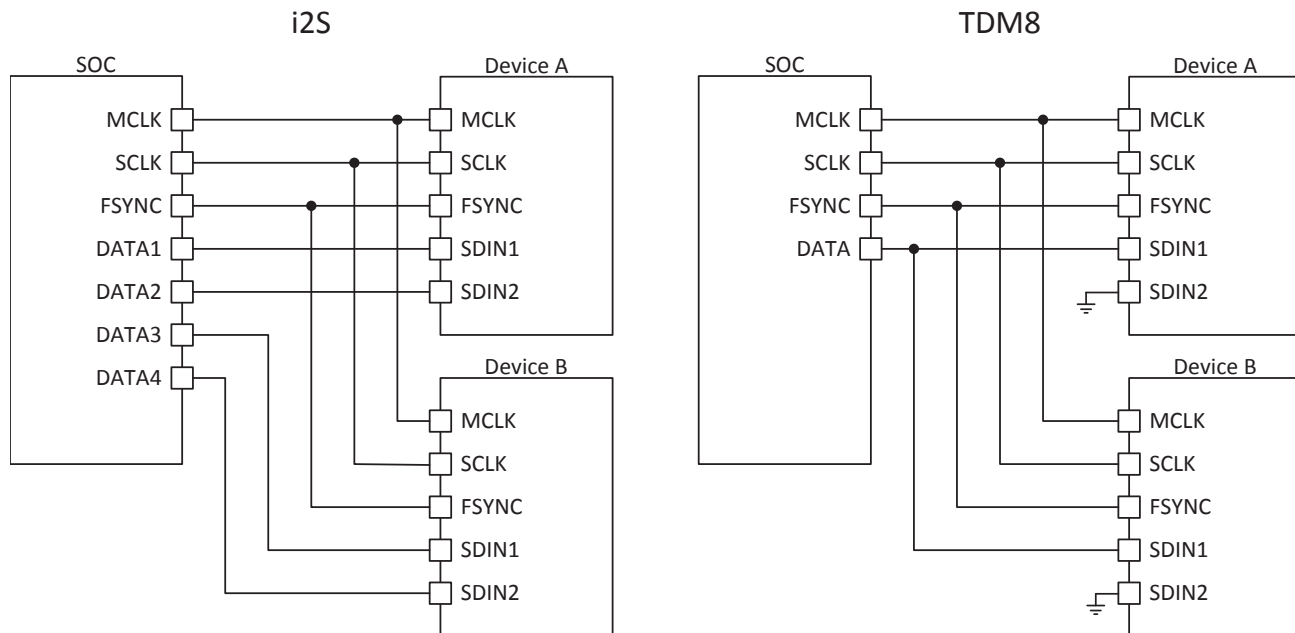 i2S
SOC
MCLK
SCLK
FSYNC
DATA1
DATA2
DATA3
DATA4
Device A
MCLK
SCLK
FSYNC
SDIN1
SDIN2
Device B
MCLK
SCLK
FSYNC
SDIN1
SDIN2
TDM8
SOC
MCLK
SCLK
FSYNC
DATA
Device A
MCLK
SCLK
FSYNC
SDIN1
SDIN2
Device B
MCLK
SCLK
FSYNC
SDIN1
SDIN2